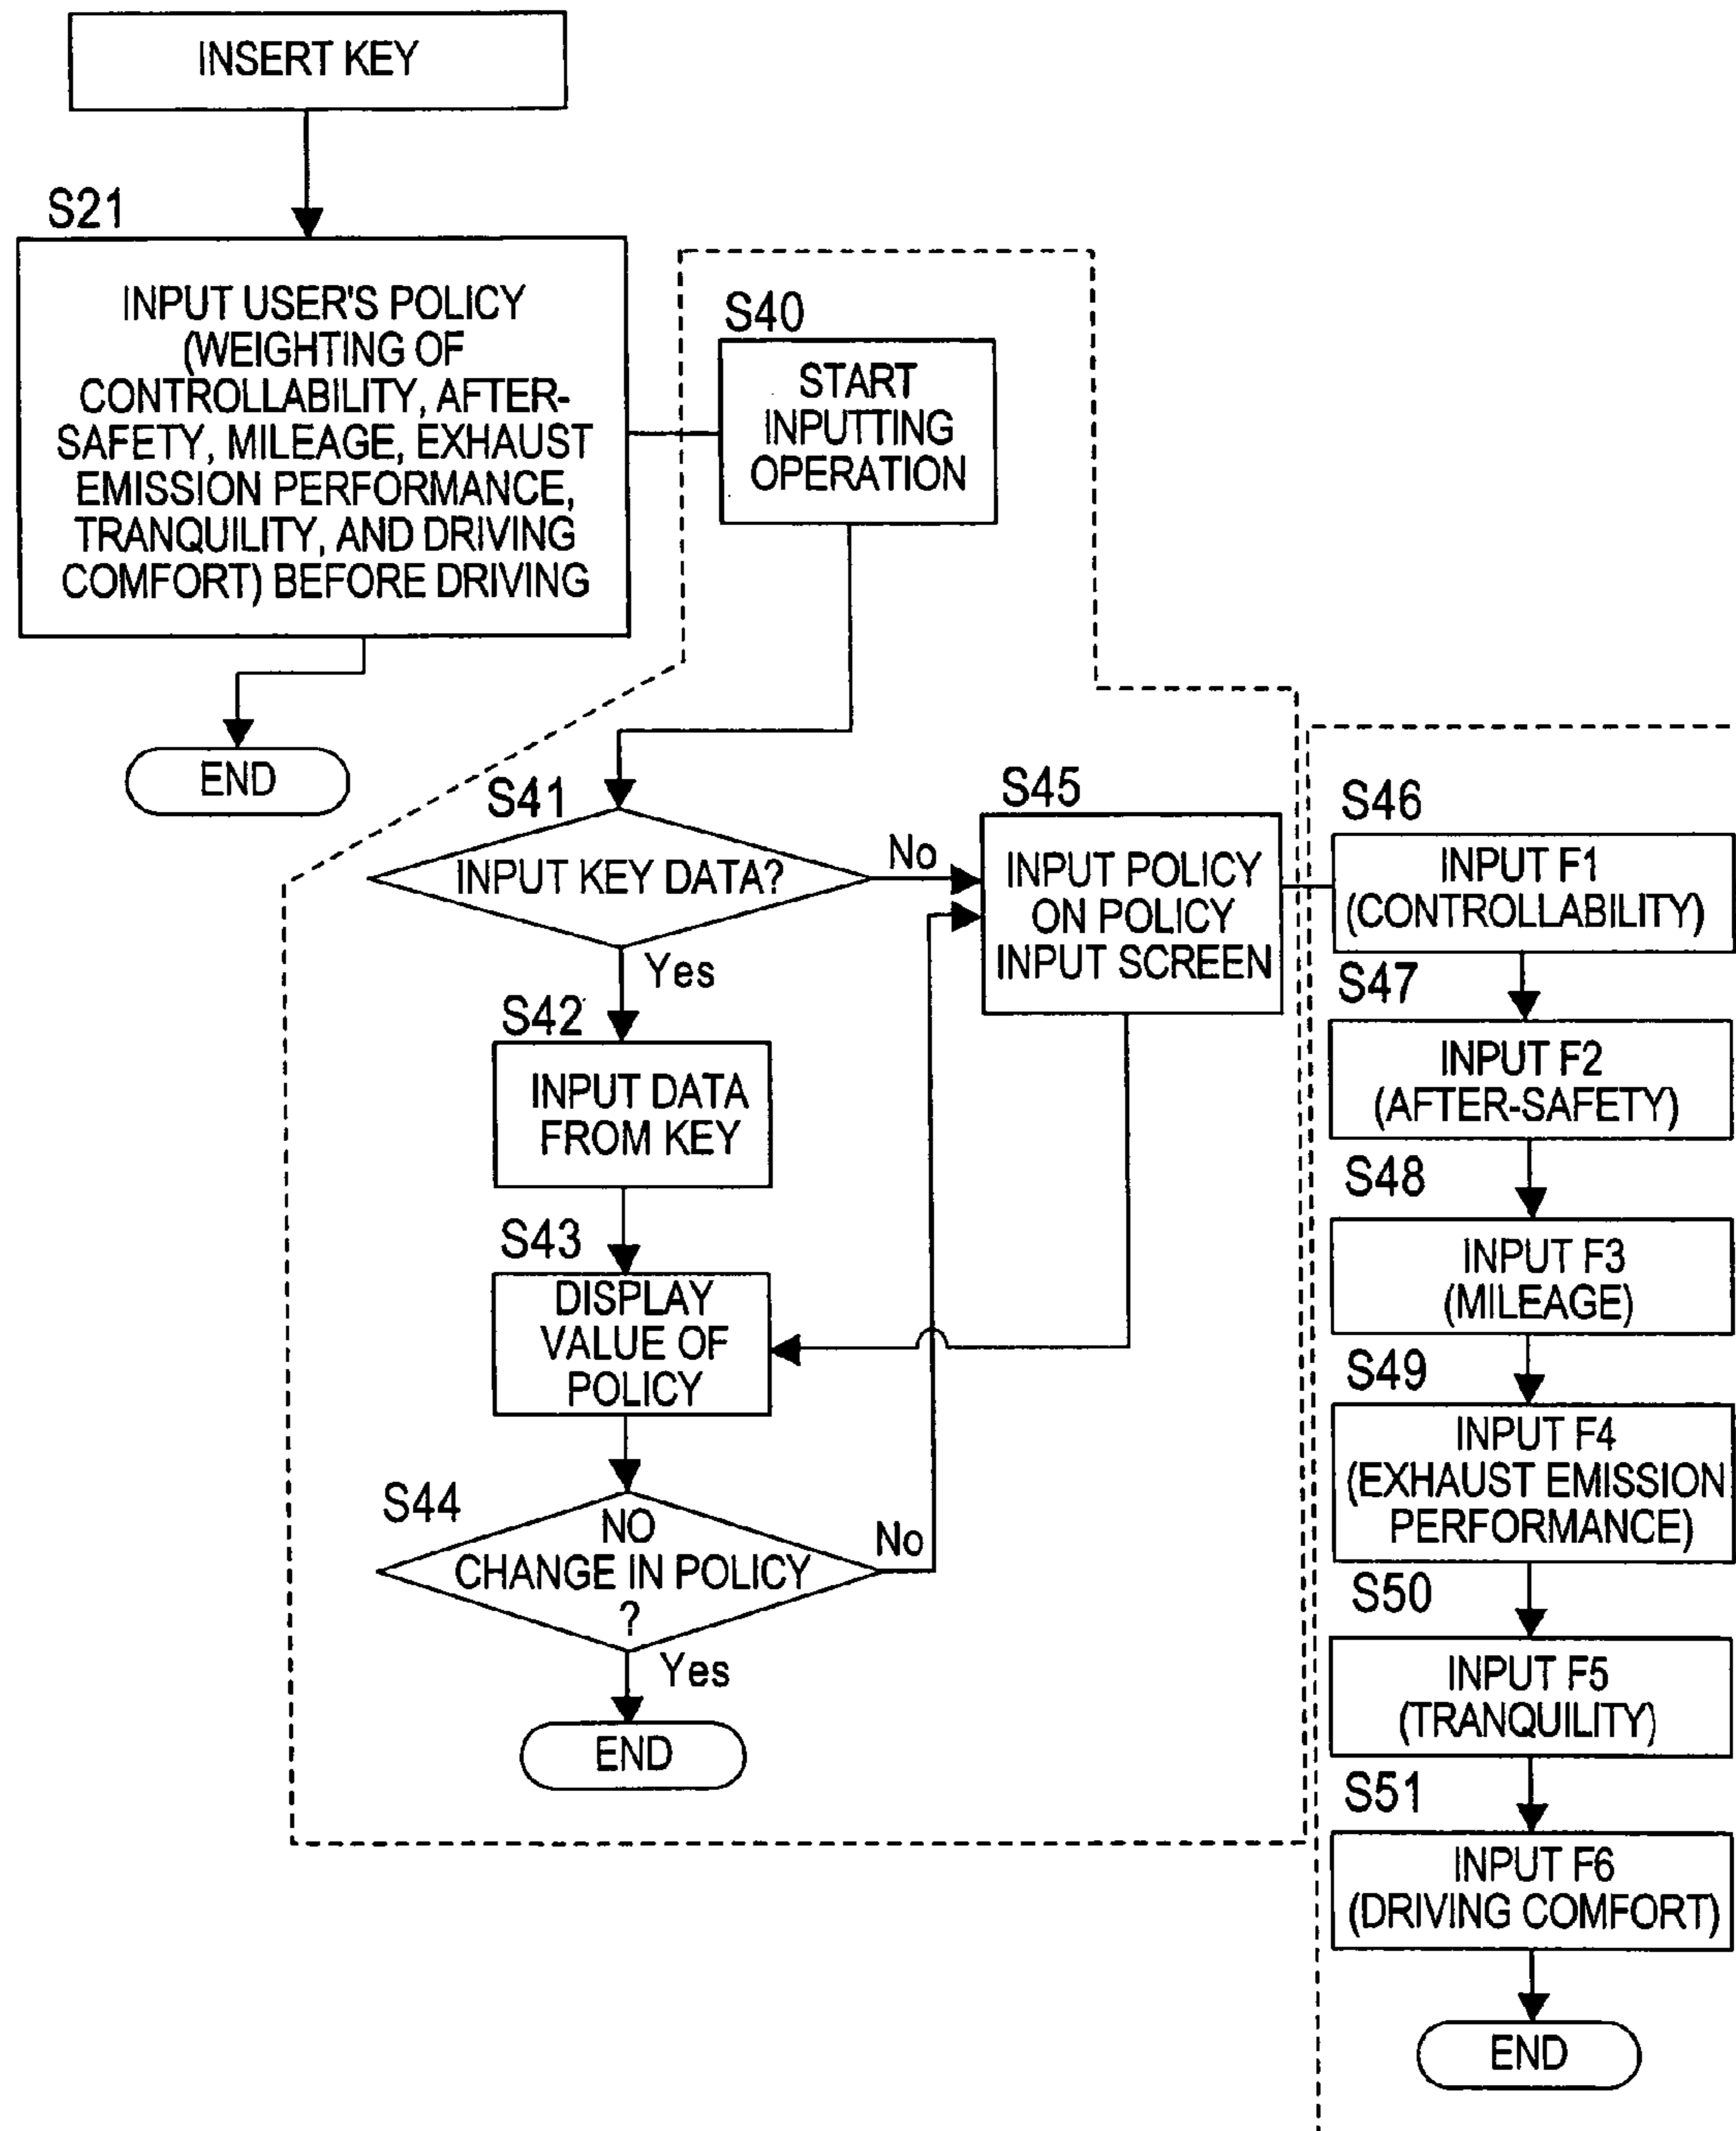 INSERT KEY
S21
INPUT USER'S POLICY
(WEIGHTING OF
CONTROLLABILITY, AFTER-
SAFETY, MILEAGE, EXHAUST
EMISSION PERFORMANCE,
TRANQUILITY, AND DRIVING
COMFORT) BEFORE DRIVING
END
S40
START
INPUTTING
OPERATION
S41
INPUT KEY DATA?
No
Yes
S42
INPUT DATA
FROM KEY
S43
DISPLAY
VALUE OF
POLICY
S44
NO
CHANGE IN POLICY
?
No
Yes
END
S45
INPUT POLICY
ON POLICY
INPUT SCREEN
S46
INPUT F1
(CONTROLLABILITY)
S47
INPUT F2
(AFTER-SAFETY)
S48
INPUT F3
(MILEAGE)
S49
INPUT F4
(EXHAUST EMISSION
PERFORMANCE)
S50
INPUT F5
(TRANQUILITY)
S51
INPUT F6
(DRIVING COMFORT)
END